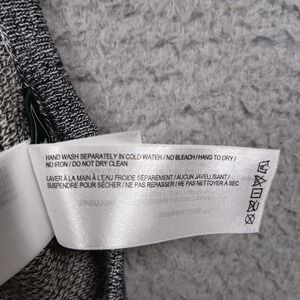 HAND WASH SEPARATELY IN COLD WATER / NO BLEACH / HANG TO DRY /
NO IRON / DO NOT DRY CLEAN
LAVER À LA MAIN À L'EAU FROIDE SÉPARÉMENT / AUCUN JAVELLISANT /
SUSPENDRE POUR SÉCHER / NE PAS REPASSER / NE PAS NETTOYER À SEC